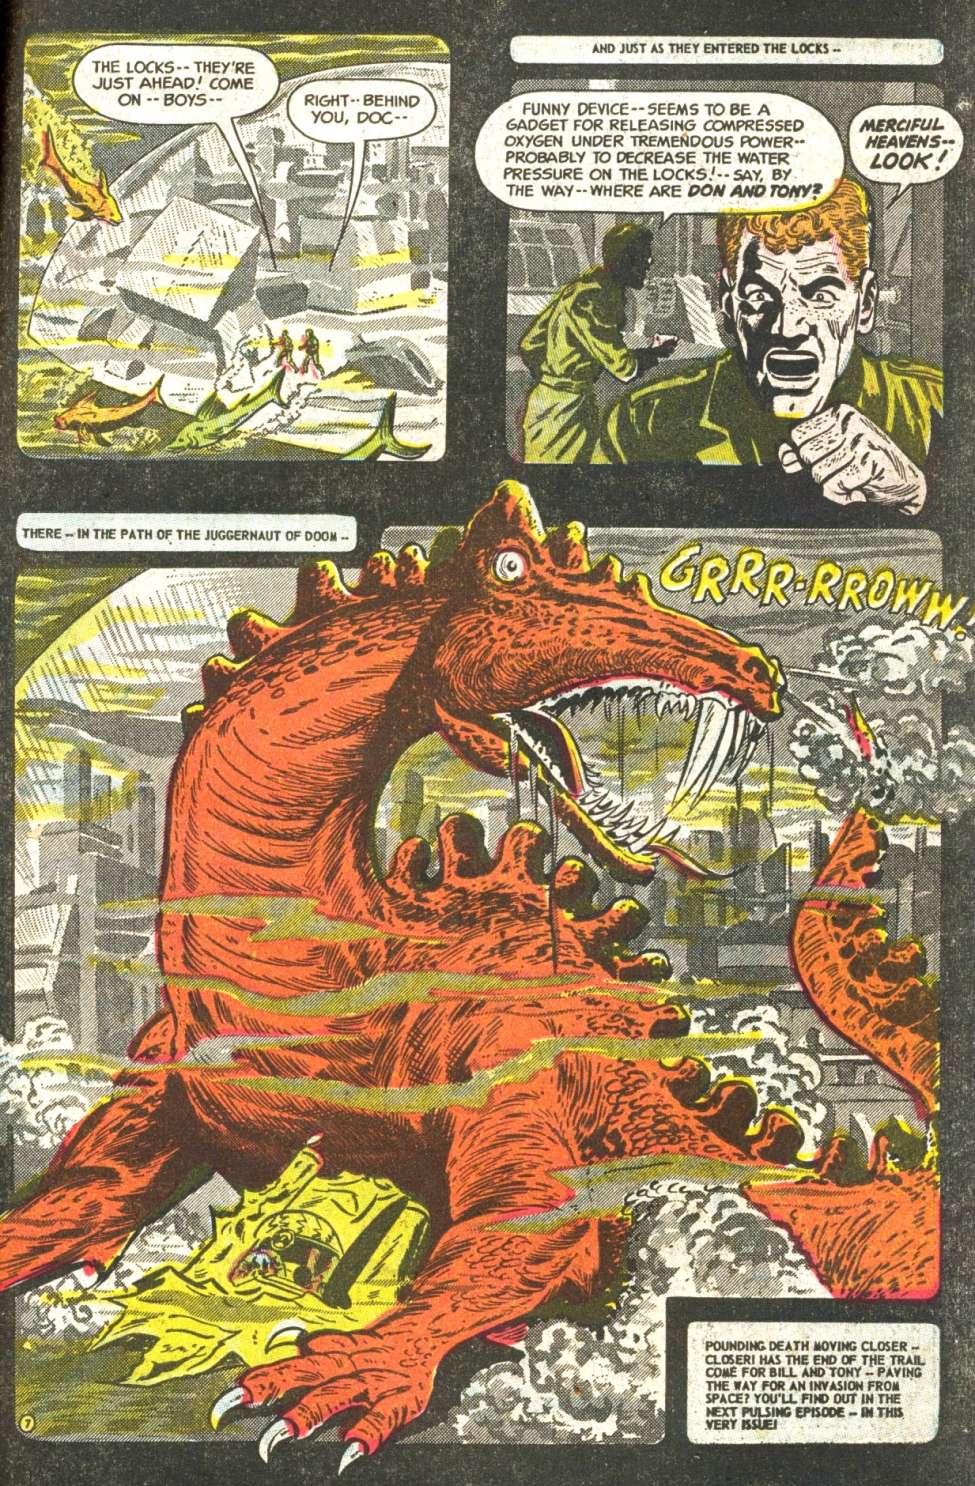 THE LOCKS-- THEY'RE
JUST AHEAD! COME
ON -- BOYS--
RIGHT-- BEHIND
YOU, DOC--
AND JUST AS THEY ENTERED THE LOCKS --
FUNNY DEVICE-- SEEMS TO BE A
GADGET FOR RELEASING COMPRESSED
OXYGEN UNDER TREMENDOUS POWER--
PROBABLY TO DECREASE THE WATER
PRESSURE ON THE LOCKS!-- SAY, BY
THE WAY-- WHERE ARE DON AND TONY?
MERCIFUL
HEAVENS--
LOOK!
THERE -- IN THE PATH OF THE JUGGERNAUT OF DOOM --
GRRR-RROWW!
POUNDING DEATH MOVING CLOSER --
CLOSER! HAS THE END OF THE TRAIL
COME FOR BILL AND TONY -- PAVING
THE WAY FOR AN INVASION FROM
SPACE? YOU'LL FIND OUT IN THE
NEXT PULSING EPISODE -- IN THIS
VERY ISSUE!
7